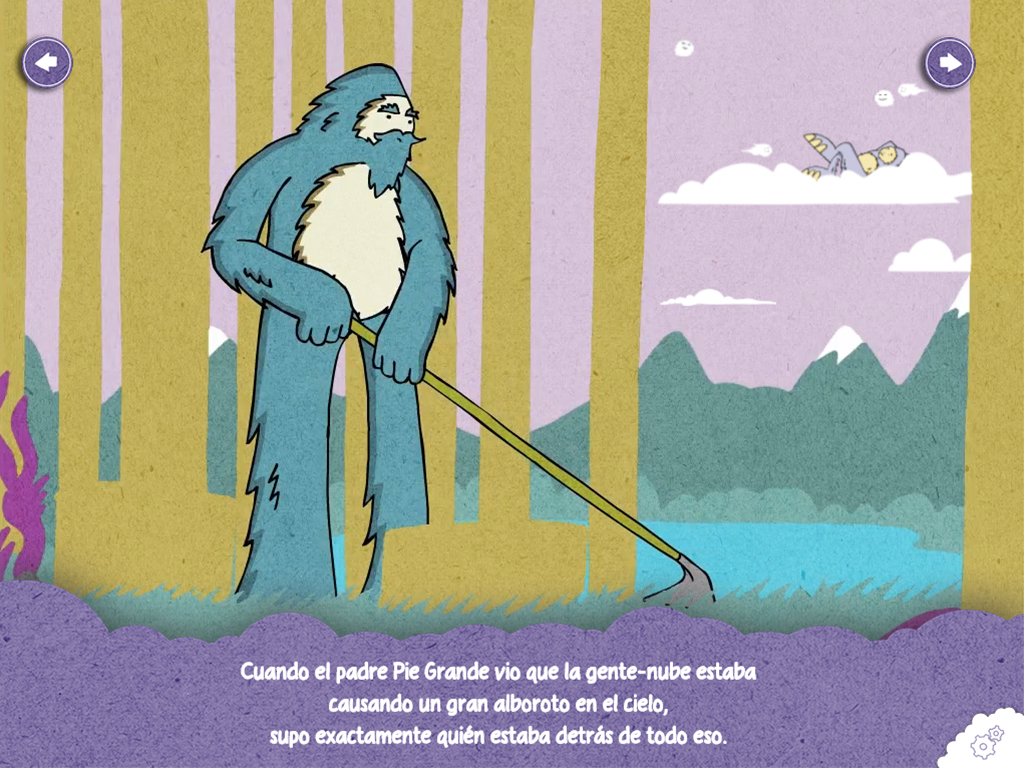 Cuando el padre Pie Grande vio que la gente-nube estaba
causando un gran alboroto en el cielo,
supo exactamente quién estaba detrás de todo eso.